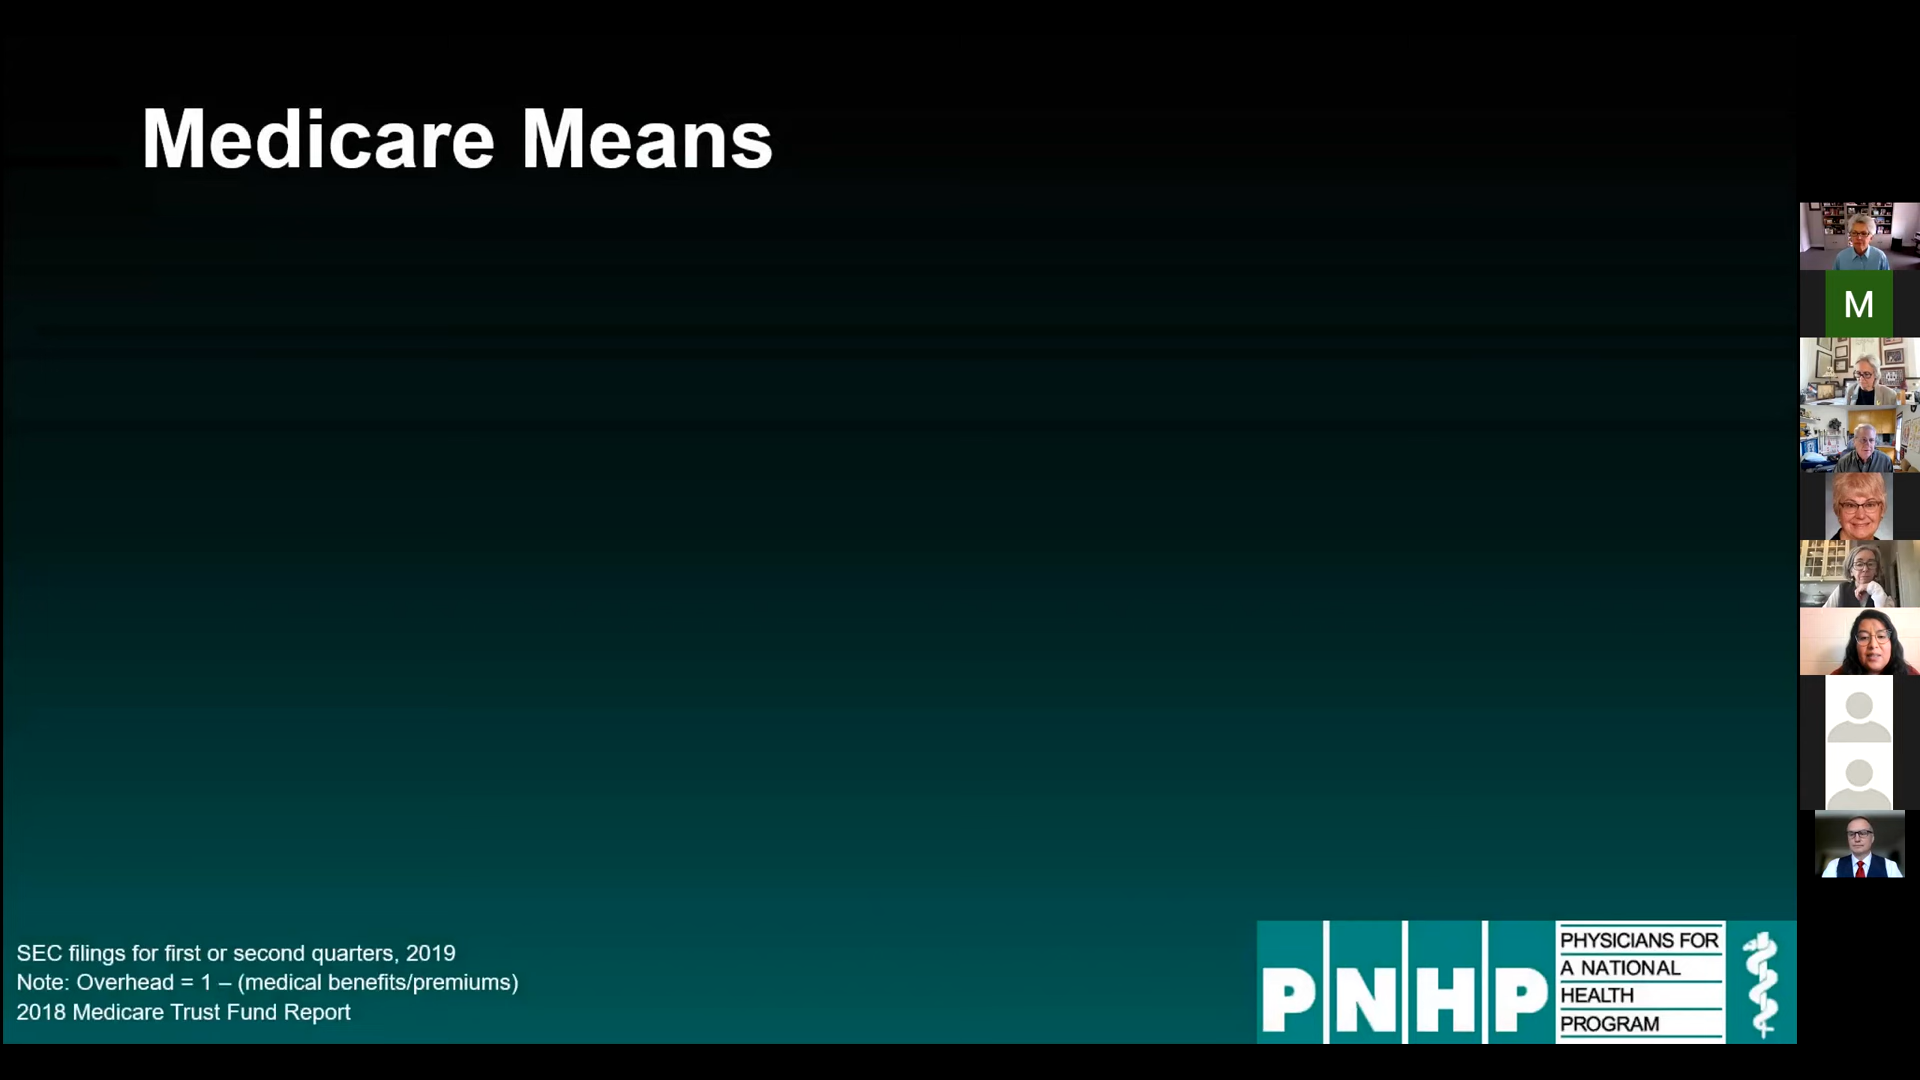 Medicare Means
M
SEC filings for first or second quarters, 2019
Note: Overhead = 1 – (medical benefits/premiums)
2018 Medicare Trust Fund Report
PNHP
PHYSICIANS FOR
A NATIONAL
HEALTH
PROGRAM